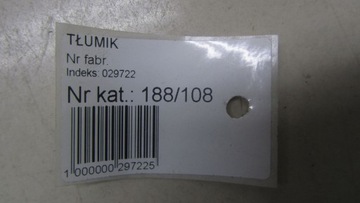 TŁUMIK
Nr fabr.
Indeks: 029722
Nr kat.: 188/108
1 000000 297225